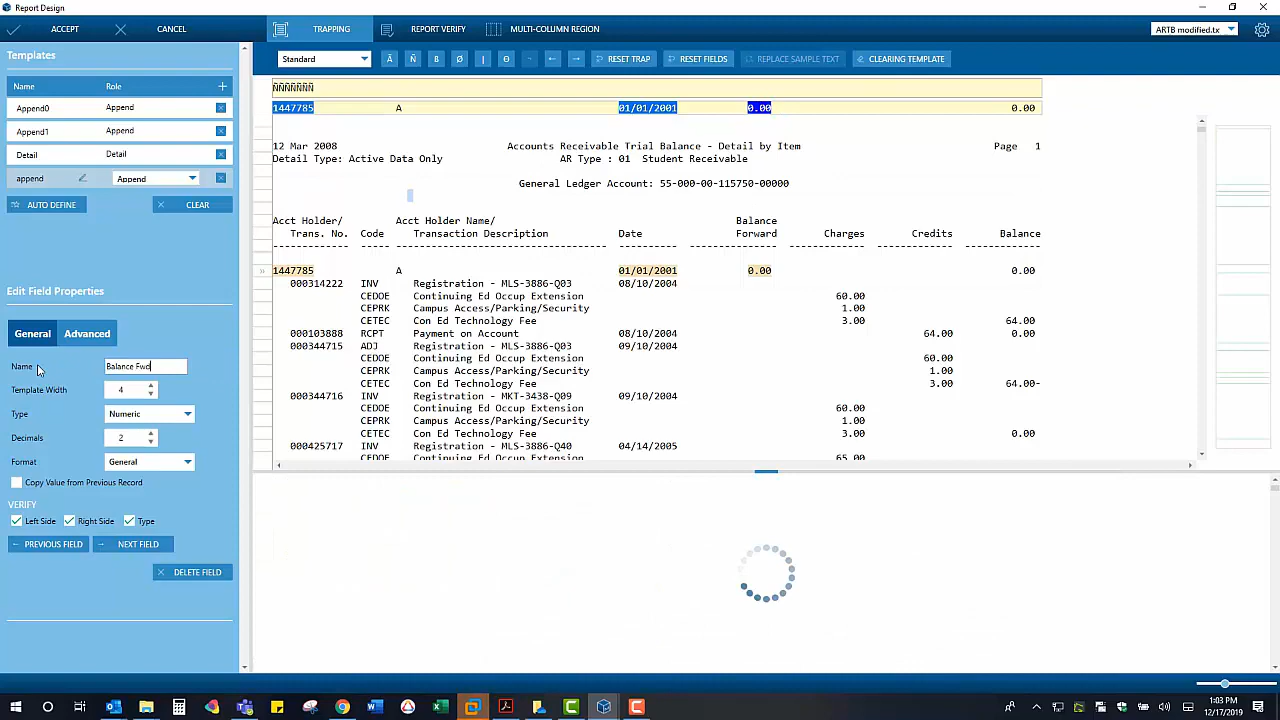 Report Design
ACCEPT CANCEL TRAPPING REPORT VERIFY MULTI-COLUMN REGION ARTB modified.tx
Templates
Name Role +
Append0 Append
Append1 Append
Detail Detail
append Append
AUTO DEFINE CLEAR
Edit Field Properties
General Advanced
Name Balance Fwd
Template Width 4
Type Numeric
Decimals 2
Format General
Copy Value from Previous Record
VERIFY
Left Side Right Side Type
PREVIOUS FIELD NEXT FIELD
DELETE FIELD
Standard Ã Ñ ß Ø | RESET TRAP RESET FIELDS REPLACE SAMPLE TEXT CLEARING TEMPLATE
ÑÑÑÑÑÑÑ
1447785 A 01/01/2001 0.00 0.00
12 Mar 2008 Accounts Receivable Trial Balance - Detail by Item Page 1
Detail Type: Active Data Only AR Type : 01 Student Receivable
General Ledger Account: 55-000-00-115750-00000
Acct Holder/ Acct Holder Name/ Balance
Trans. No. Code Transaction Description Date Forward Charges Credits Balance
1447785 A 01/01/2001 0.00 0.00
000314222 INV Registration - MLS-3886-Q03 08/10/2004
CEDOE Continuing Ed Occup Extension 60.00
CEPRK Campus Access/Parking/Security 1.00
CETEC Con Ed Technology Fee 3.00 64.00
000103888 RCPT Payment on Account 08/10/2004 64.00 0.00
000344715 ADJ Registration - MLS-3886-Q03 09/10/2004
CEDOE Continuing Ed Occup Extension 60.00
CEPRK Campus Access/Parking/Security 1.00
CETEC Con Ed Technology Fee 3.00 64.00-
000344716 INV Registration - MKT-3438-Q09 09/10/2004
CEDOE Continuing Ed Occup Extension 60.00
CEPRK Campus Access/Parking/Security 1.00
CETEC Con Ed Technology Fee 3.00 0.00
000425717 INV Registration - MLS-3886-Q40 04/14/2005
CEDOE Continuing Ed Occup Extension 65.00
1:03 PM
12/17/2019